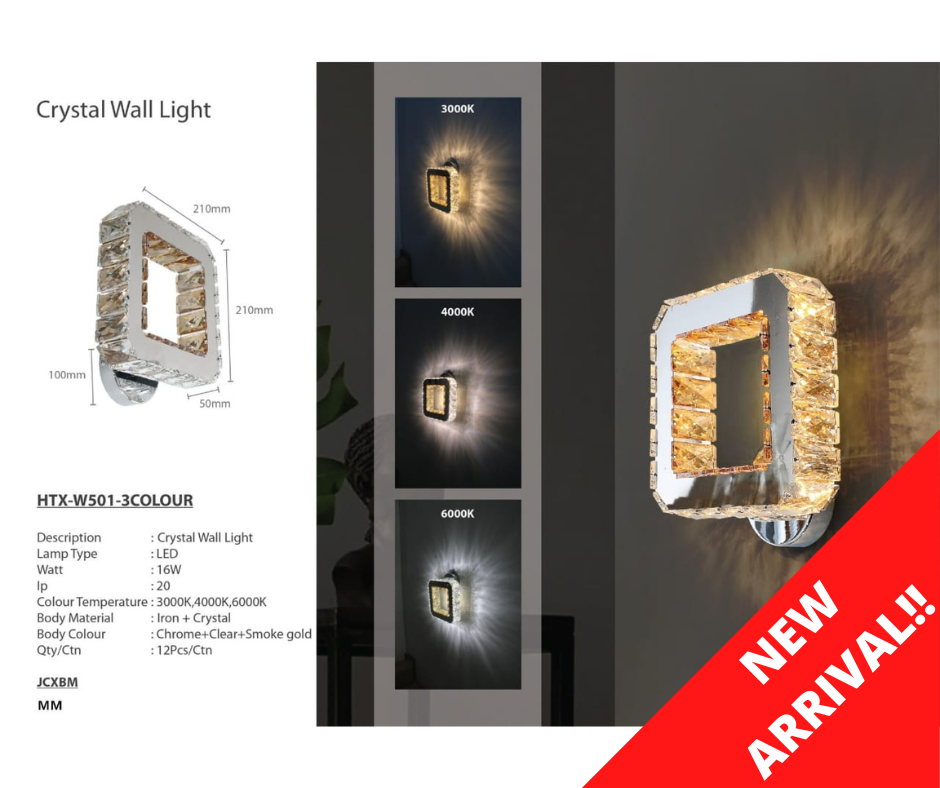 Crystal Wall Light
210mm
210mm
100mm
50mm
HTX-W501-3COLOUR
Description : Crystal Wall Light
Lamp Type : LED
Watt : 16W
Ip : 20
Colour Temperature : 3000K,4000K,6000K
Body Material : Iron + Crystal
Body Colour : Chrome+Clear+Smoke gold
Qty/Ctn : 12Pcs/Ctn
JCXBM
MM
3000K
4000K
6000K
NEW
ARRIVAL!!